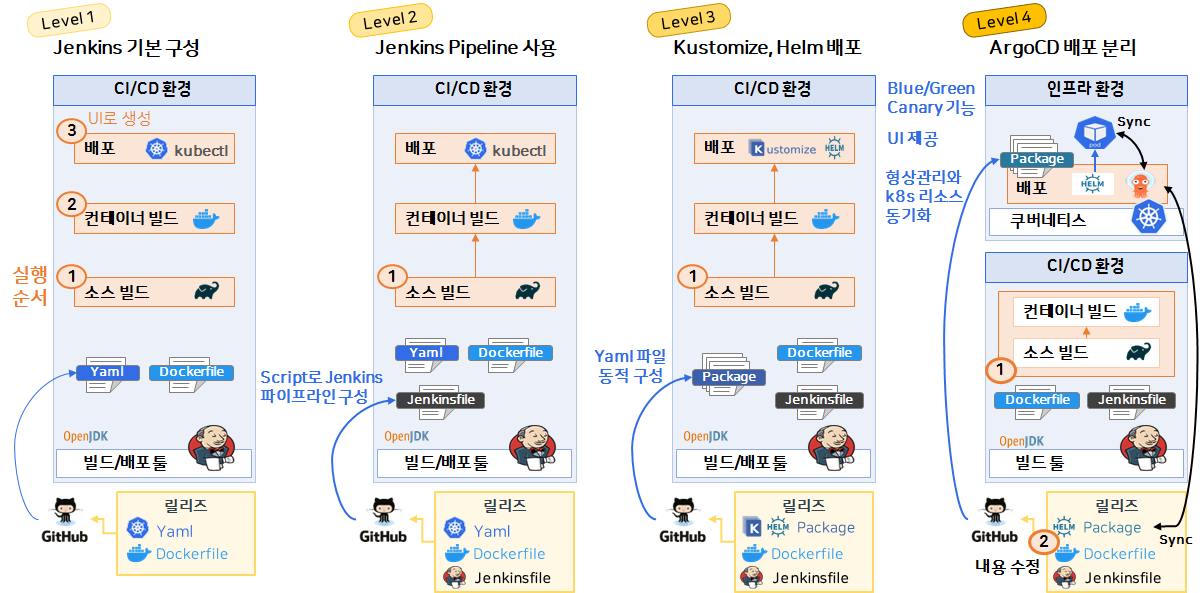 Level 1
Jenkins 기본 구성
CI/CD 환경
UI로 생성
3
배포
kubectl
2
컨테이너 빌드
실행
순서
1
소스 빌드
Yaml
Dockerfile
OpenJDK
빌드/배포 툴
GitHub
릴리즈
Yaml
Dockerfile
Level 2
Jenkins Pipeline 사용
CI/CD 환경
배포
kubectl
컨테이너 빌드
1
소스 빌드
Yaml
Dockerfile
Script로 Jenkins
파이프라인 구성
Jenkinsfile
OpenJDK
빌드/배포 툴
GitHub
릴리즈
Yaml
Dockerfile
Jenkinsfile
Level 3
Kustomize, Helm 배포
CI/CD 환경
배포
Kustomize
HELM
컨테이너 빌드
1
소스 빌드
Yaml 파일
동적 구성
Dockerfile
Package
Jenkinsfile
OpenJDK
빌드/배포 툴
GitHub
릴리즈
K
HELM
Package
Dockerfile
Jenkinsfile
Level 4
ArgoCD 배포 분리
Blue/Green
Canary 기능
UI 제공
형상관리와
k8s 리소스
동기화
인프라 환경
Sync
pod
Package
배포
HELM
쿠버네티스
CI/CD 환경
컨테이너 빌드
소스 빌드
1
Dockerfile
Jenkinsfile
OpenJDK
빌드 툴
GitHub
릴리즈
HELM
Package
Sync
2
Dockerfile
내용 수정
Jenkinsfile